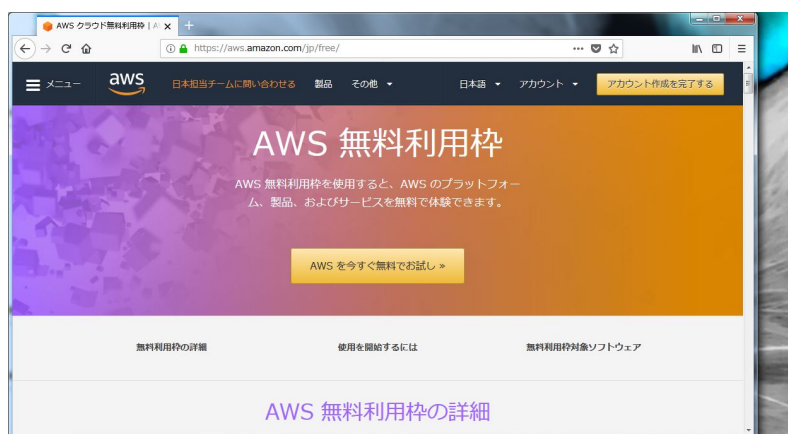 AWS クラウド無料利用枠 | A
https://aws.amazon.com/jp/free/
メニュー
aws
日本担当チームに問い合わせる 製品 その他 日本語 アカウント アカウント作成を完了する
AWS 無料利用枠
AWS 無料利用枠を使用すると、AWS のプラットフォー
ム、製品、およびサービスを無料で体験できます。
AWS を今すぐ無料でお試し »
無料利用枠の詳細 使用を開始するには 無料利用枠対象ソフトウェア
AWS 無料利用枠の詳細